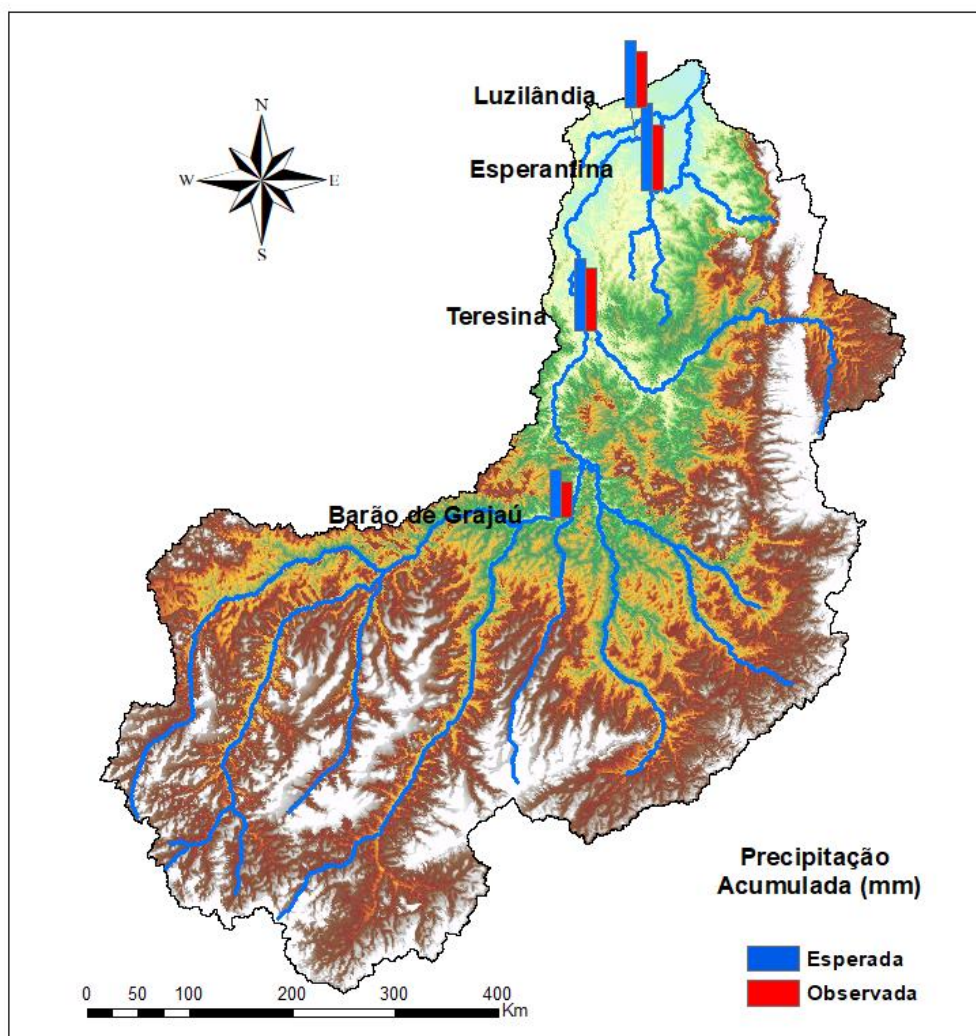 N
W
E
S
Luzilândia
Esperantina
Teresina
Barão de Grajaú
Precipitação
Acumulada (mm)
Esperada
Observada
0 50 100 200 300 400
Km